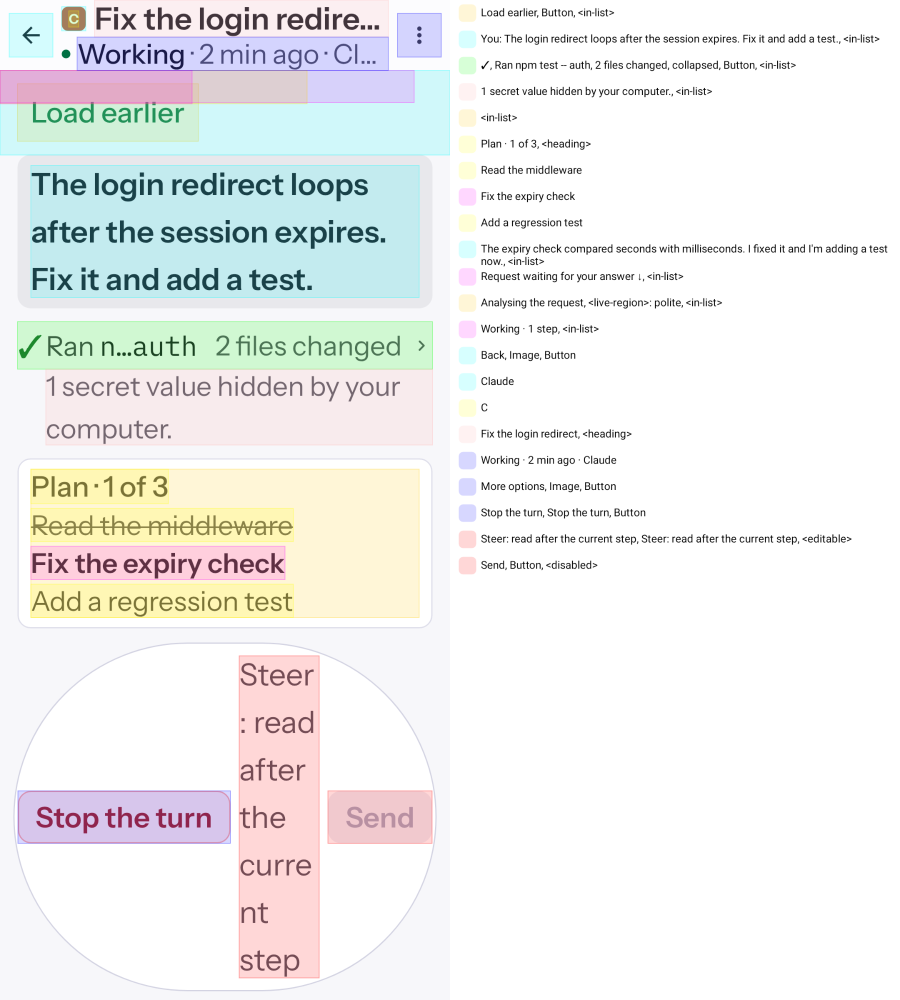 C Fix the login redire...
Working · 2 min ago · Cl...
Load earlier
The login redirect loops
after the session expires.
Fix it and add a test.
✓ Ran n...auth 2 files changed ›
1 secret value hidden by your
computer.
Plan · 1 of 3
Read the middleware
Fix the expiry check
Add a regression test
Steer
: read
after
the
curre
nt
step
Stop the turn
Send
Load earlier, Button, <in-list>
You: The login redirect loops after the session expires. Fix it and add a test., <in-list>
✓, Ran npm test – auth, 2 files changed, collapsed, Button, <in-list>
1 secret value hidden by your computer., <in-list>
<in-list>
Plan · 1 of 3, <heading>
Read the middleware
Fix the expiry check
Add a regression test
The expiry check compared seconds with milliseconds. I fixed it and I'm adding a test
now., <in-list>
Request waiting for your answer ↓, <in-list>
Analysing the request, <live-region>: polite, <in-list>
Working · 1 step, <in-list>
Back, Image, Button
Claude
C
Fix the login redirect, <heading>
Working · 2 min ago · Claude
More options, Image, Button
Stop the turn, Stop the turn, Button
Steer: read after the current step, Steer: read after the current step, <editable>
Send, Button, <disabled>